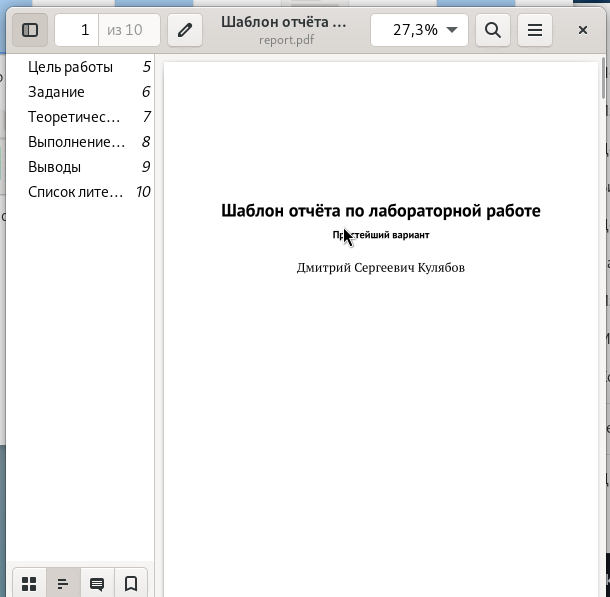 Шаблон отчёта …
report.pdf
1 из 10
27,3%
Цель работы 5
Задание 6
Теоретичес… 7
Выполнение… 8
Выводы 9
Список лите… 10
Шаблон отчёта по лабораторной работе
Простейший вариант
Дмитрий Сергеевич Кулябов